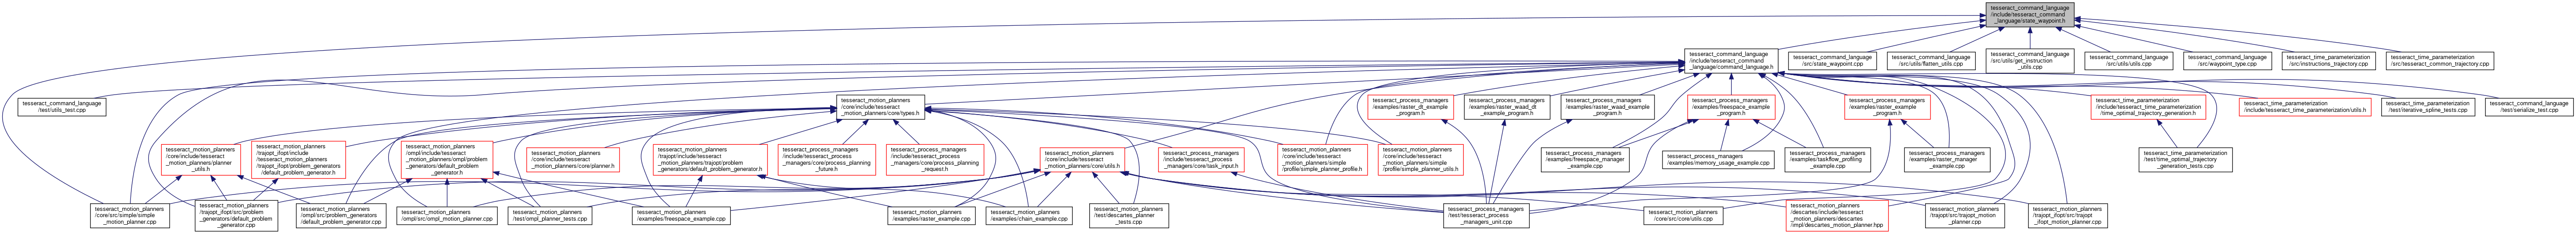 tesseract_command_language
/include/tesseract_command
_language/state_waypoint.h
tesseract_command_language
/include/tesseract_command
_language/command_language.h
tesseract_command_language
/src/state_waypoint.cpp
tesseract_command_language
/src/utils/flatten_utils.cpp
tesseract_command_language
/src/utils/get_instruction
_utils.cpp
tesseract_command_language
/src/utils/utils.cpp
tesseract_command_language
/src/waypoint_type.cpp
tesseract_time_parameterization
/src/instructions_trajectory.cpp
tesseract_time_parameterization
/src/tesseract_common_trajectory.cpp
tesseract_command_language
/test/utils_test.cpp
tesseract_motion_planners
/core/include/tesseract
_motion_planners/core/types.h
tesseract_process_managers
/examples/raster_dt_example
_program.h
tesseract_process_managers
/examples/raster_waad_dt
_example_program.h
tesseract_process_managers
/examples/raster_waad_example
_program.h
tesseract_process_managers
/examples/freespace_example
_program.h
tesseract_process_managers
/examples/raster_example
_program.h
tesseract_time_parameterization
/include/tesseract_time_parameterization
/time_optimal_trajectory_generation.h
tesseract_time_parameterization
/include/tesseract_time_parameterization/utils.h
tesseract_time_parameterization
/test/iterative_spline_tests.cpp
tesseract_command_language
/test/serialize_test.cpp
tesseract_motion_planners
/core/include/tesseract
_motion_planners/planner
_utils.h
tesseract_motion_planners
/trajopt_ifopt/include
/tesseract_motion_planners
/trajopt_ifopt/problem_generators
/default_problem_generator.h
tesseract_motion_planners
/ompl/include/tesseract
_motion_planners/ompl/problem
_generators/default_problem
_generator.h
tesseract_motion_planners
/core/include/tesseract
_motion_planners/core/planner.h
tesseract_motion_planners
/trajopt/include/tesseract
_motion_planners/trajopt/problem
_generators/default_problem_generator.h
tesseract_process_managers
/include/tesseract_process
_managers/core/process_planning
_future.h
tesseract_process_managers
/include/tesseract_process
_managers/core/process_planning
_request.h
tesseract_motion_planners
/core/include/tesseract
_motion_planners/core/utils.h
tesseract_process_managers
/include/tesseract_process
_managers/core/task_input.h
tesseract_motion_planners
/core/include/tesseract
_motion_planners/simple
/profile/simple_planner_profile.h
tesseract_motion_planners
/core/include/tesseract
_motion_planners/simple
/profile/simple_planner_utils.h
tesseract_process_managers
/examples/freespace_manager
_example.cpp
tesseract_process_managers
/examples/memory_usage_example.cpp
tesseract_process_managers
/examples/taskflow_profiling
_example.cpp
tesseract_process_managers
/examples/raster_manager
_example.cpp
tesseract_time_parameterization
/test/time_optimal_trajectory
_generation_tests.cpp
tesseract_motion_planners
/core/src/simple/simple
_motion_planner.cpp
tesseract_motion_planners
/trajopt_ifopt/src/problem
_generators/default_problem
_generator.cpp
tesseract_motion_planners
/ompl/src/problem_generators
/default_problem_generator.cpp
tesseract_motion_planners
/ompl/src/ompl_motion_planner.cpp
tesseract_motion_planners
/test/ompl_planner_tests.cpp
tesseract_motion_planners
/examples/freespace_example.cpp
tesseract_motion_planners
/examples/raster_example.cpp
tesseract_motion_planners
/examples/chain_example.cpp
tesseract_motion_planners
/test/descartes_planner
_tests.cpp
tesseract_process_managers
/test/tesseract_process
_managers_unit.cpp
tesseract_motion_planners
/core/src/core/utils.cpp
tesseract_motion_planners
/descartes/include/tesseract
_motion_planners/descartes
/impl/descartes_motion_planner.hpp
tesseract_motion_planners
/trajopt/src/trajopt_motion
_planner.cpp
tesseract_motion_planners
/trajopt_ifopt/src/trajopt
_ifopt_motion_planner.cpp